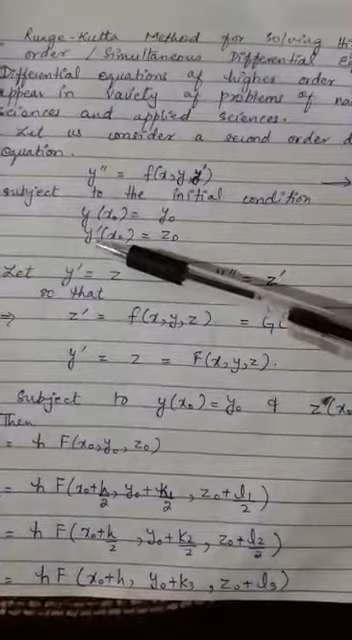 Runge-Kutta Method for solving Hi
order / Simultaneous Differential E
Differential equations of higher order
appear in variety of problems of na
sciences and applied sciences.
Let us consider a second order d
equation.
y'' = f(x,y,y') →
subject to the initial condition
y(x₀) = y₀
y'(x₀) = z₀
Let y' = z y'' = z'
so that
⇒ z' = f(x,y,z) = G(
y' = z = F(x,y,z).
Subject to y(x₀) = y₀ & z(x₀
Then
= h F(x₀,y₀,z₀)
= h F(x₀+h/2, y₀+k₁/2, z₀+l₁/2)
= h F(x₀+h/2, y₀+k₂/2, z₀+l₂/2)
= h F(x₀+h, y₀+k₃, z₀+l₃)